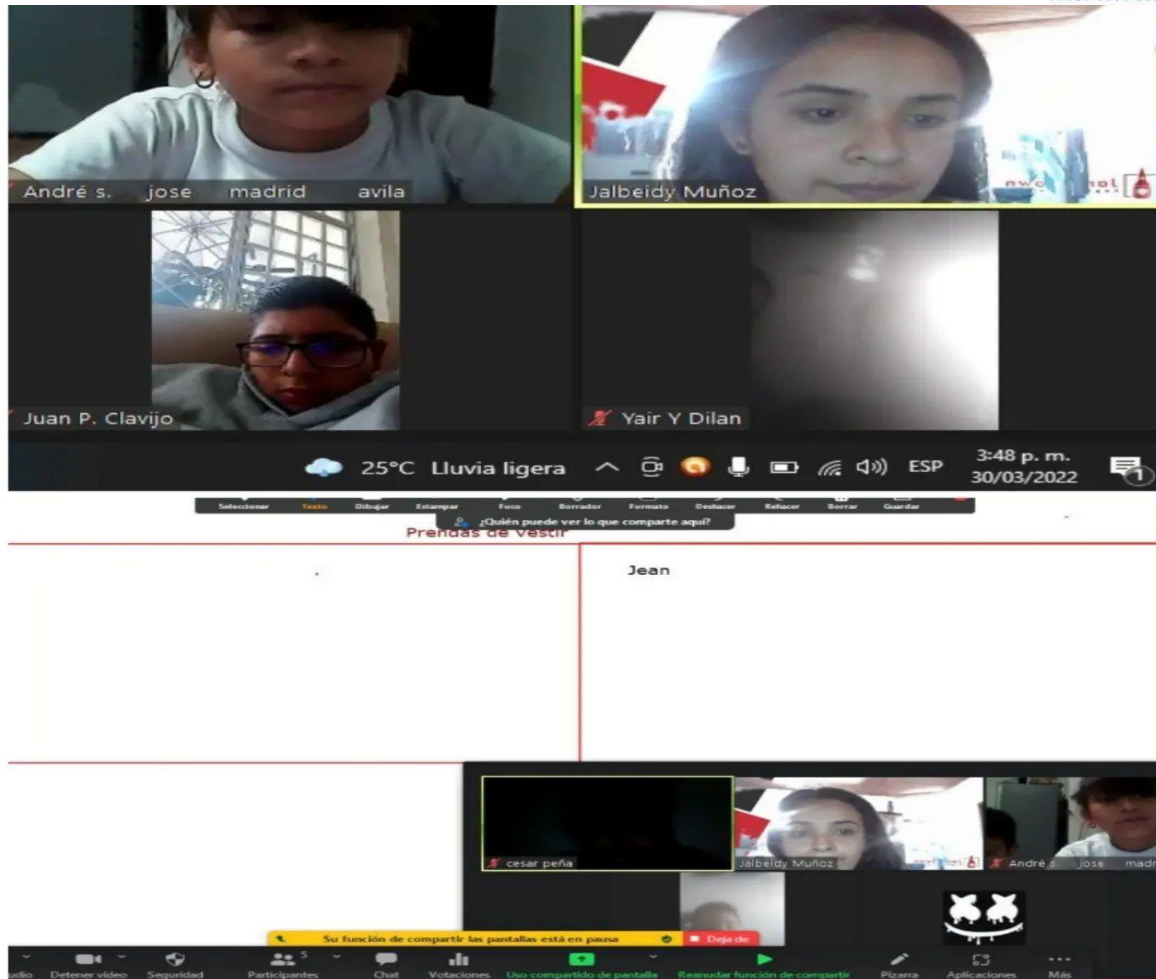 André s. jose madrid avila
Jalbeidy Muñoz
Juan P. Clavijo
Yair Y Dilan
25°C Lluvia ligera
ESP
3:48 p. m.
30/03/2022
1
Seleccionar Texto Dibujar Estampar Foco Borrador Formato Deshacer Rehacer Borrar Guardar
¿Quién puede ver lo que comparte aquí?
Prendas de Vestir
Jean
cesar peña
Jalbeidy Muñoz
André s. jose madr
Su función de compartir las pantallas está en pausa
Deja de
udio Detener video Seguridad Participantes 5 Chat Votaciones Uso compartido de pantalla Reanudar función de compartir Pizarra Aplicaciones Más